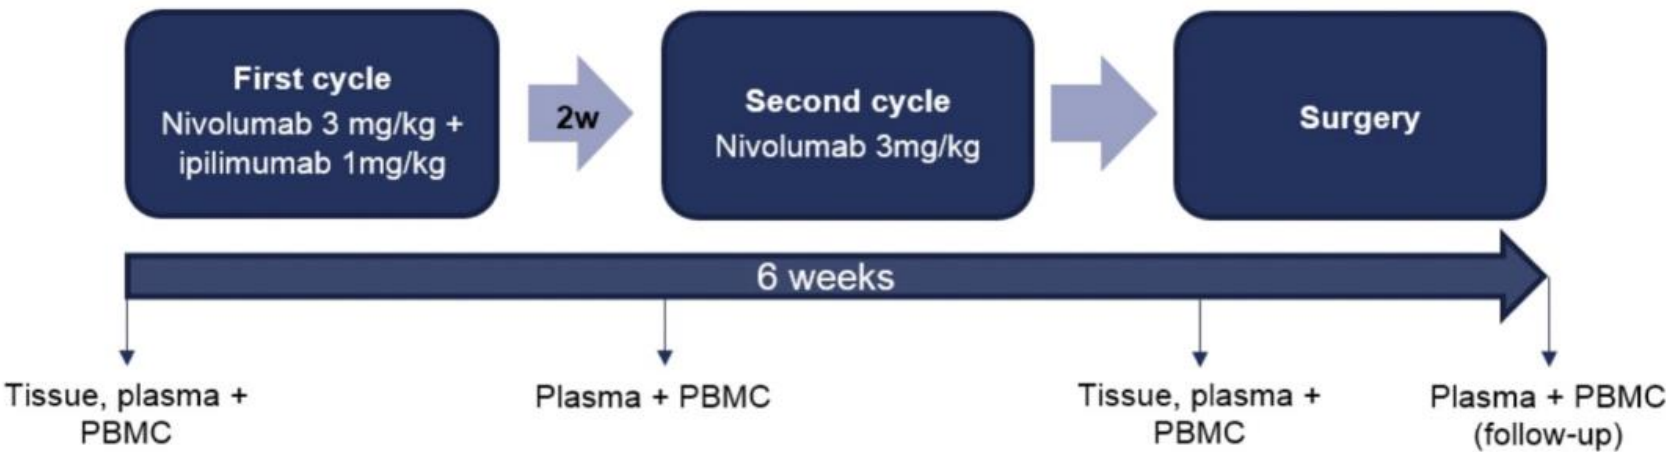 First cycle
Nivolumab 3 mg/kg +
ipilimumab 1mg/kg
2w
Second cycle
Nivolumab 3mg/kg
Surgery
6 weeks
Tissue, plasma +
PBMC
Plasma + PBMC
Tissue, plasma +
PBMC
Plasma + PBMC
(follow-up)